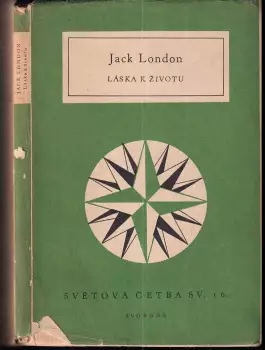 Jack London
LÁSKA K ŽIVOTU
SVĚTOVÁ ČETBA SV. 16.
SVOBODA
JACK LONDON
LÁSKA K ŽIVOTU